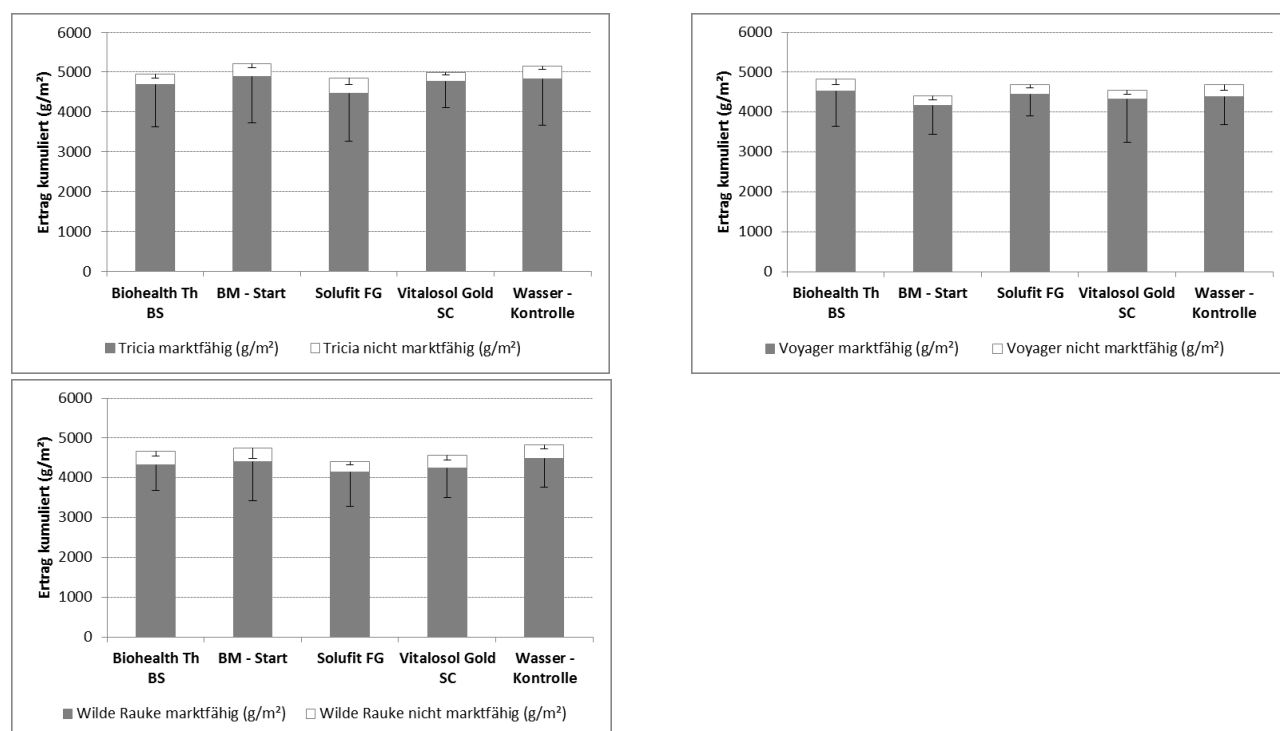 6000
5000
4000
3000
2000
1000
0
Ertrag kumuliert (g/m²)
Biohealth Th BS
BM - Start
Solufit FG
Vitalosol Gold SC
Wasser - Kontrolle
Tricia marktfähig (g/m²)
Tricia nicht marktfähig (g/m²)
6000
5000
4000
3000
2000
1000
0
Ertrag kumuliert (g/m²)
Biohealth Th BS
BM - Start
Solufit FG
Vitalosol Gold SC
Wasser - Kontrolle
Voyager marktfähig (g/m²)
Voyager nicht marktfähig (g/m²)
6000
5000
4000
3000
2000
1000
0
Ertrag kumuliert (g/m²)
Biohealth Th BS
BM - Start
Solufit FG
Vitalosol Gold SC
Wasser - Kontrolle
Wilde Rauke marktfähig (g/m²)
Wilde Rauke nicht marktfähig (g/m²)